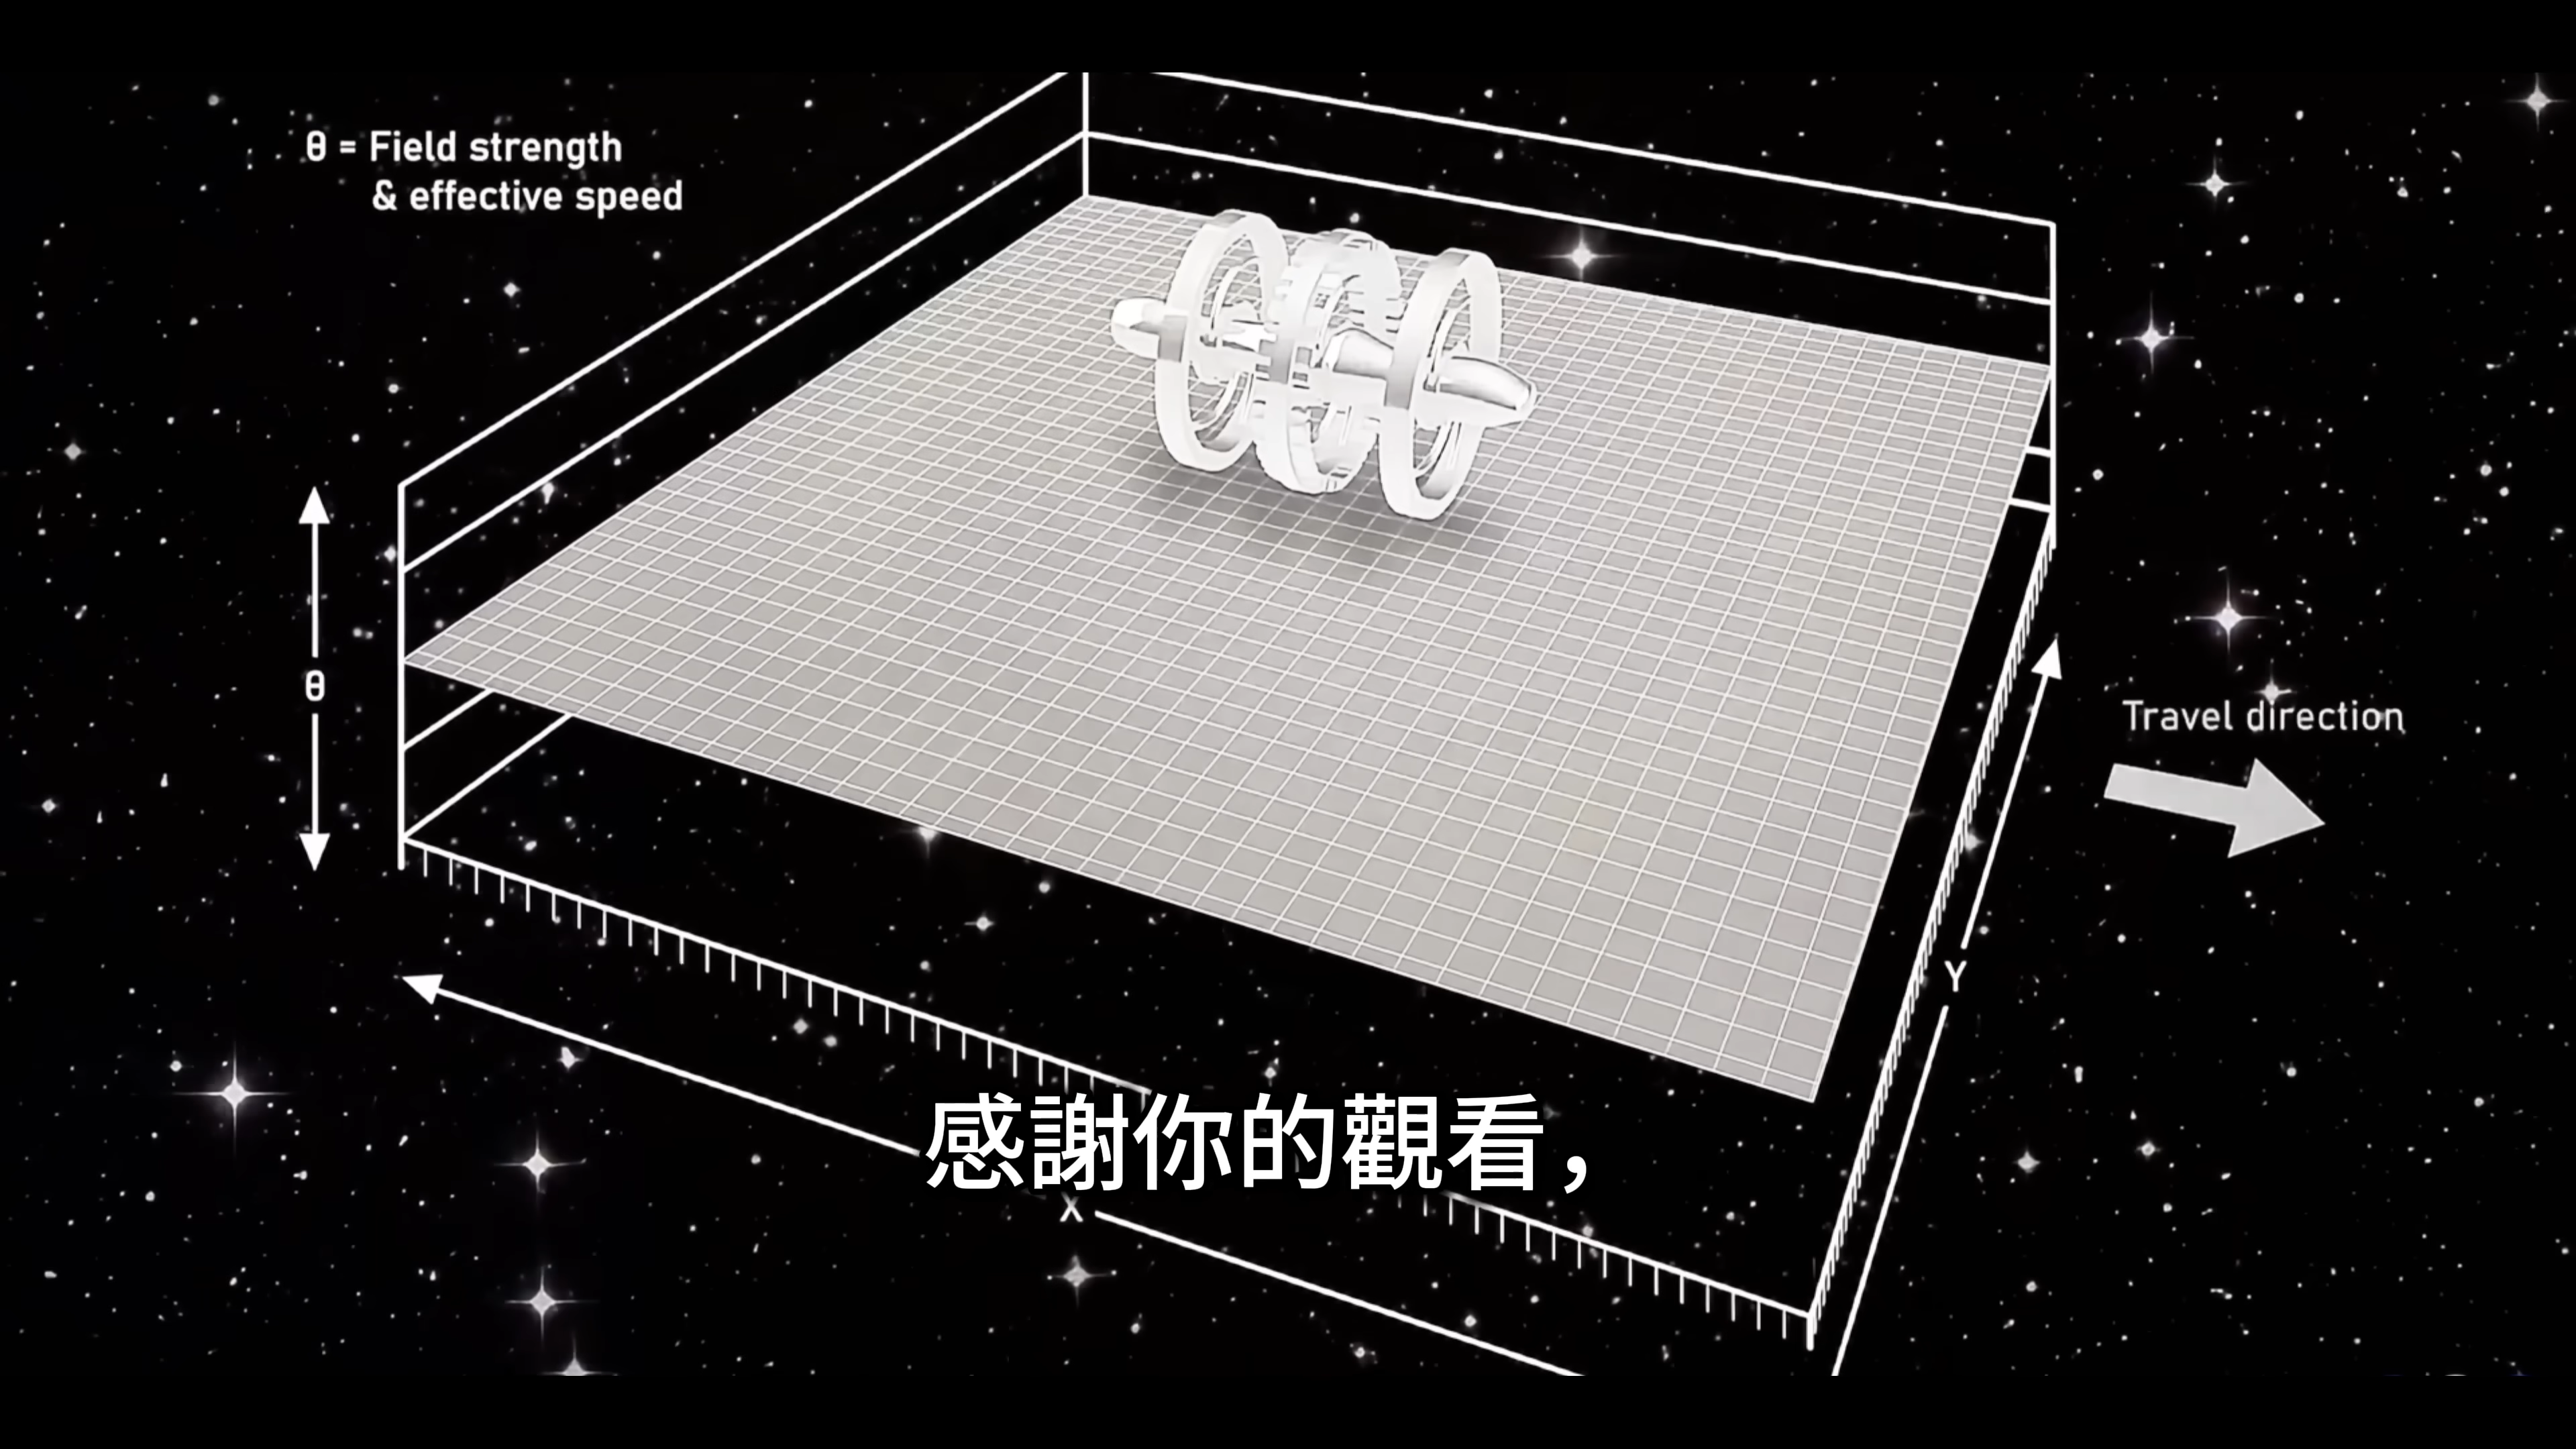 θ = Field strength
& effective speed
θ
Travel direction
Y
感謝你的觀看，
X